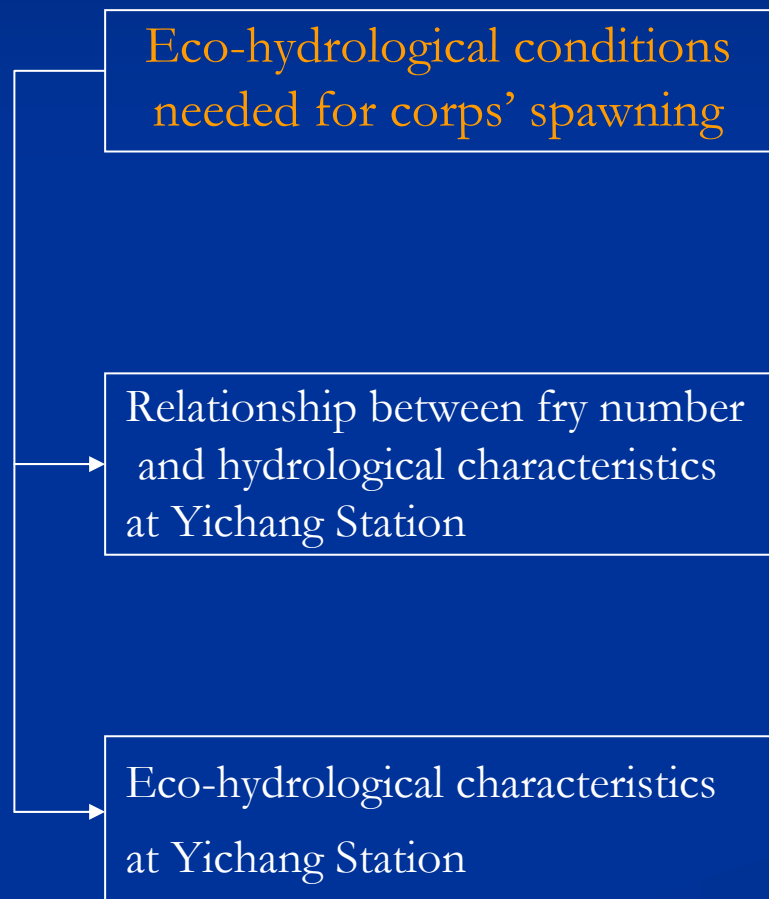 Eco-hydrological conditions
needed for corps’ spawning
Relationship between fry number
and hydrological characteristics
at Yichang Station
Eco-hydrological characteristics
at Yichang Station